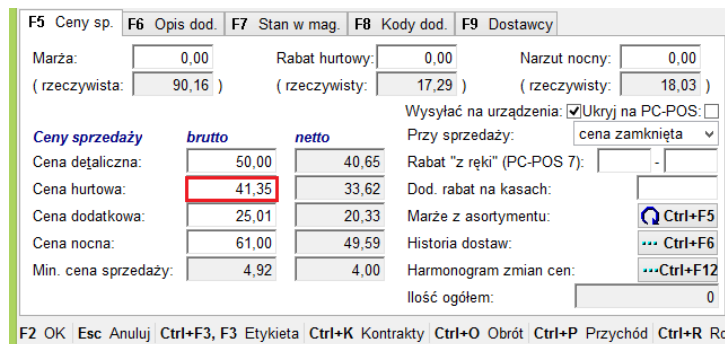 F5 Ceny sp. F6 Opis dod. F7 Stan w mag. F8 Kody dod. F9 Dostawcy
Marża: 0,00 Rabat hurtowy: 0,00 Narzut nocny: 0,00
( rzeczywista: 90,16 ) ( rzeczywisty: 17,29 ) ( rzeczywisty: 18,03 )
Wysyłać na urządzenia: Ukryj na PC-POS:
Ceny sprzedaży brutto netto Przy sprzedaży: cena zamknięta
Cena detaliczna: 50,00 40,65 Rabat "z ręki" (PC-POS 7): -
Cena hurtowa: 41,35 33,62 Dod. rabat na kasach:
Cena dodatkowa: 25,01 20,33 Marże z asortymentu: Ctrl+F5
Cena nocna: 61,00 49,59 Historia dostaw: ... Ctrl+F6
Min. cena sprzedaży: 4,92 4,00 Harmonogram zmian cen: ...Ctrl+F12
Ilość ogółem: 0
F2 OK Esc Anuluj Ctrl+F3, F3 Etykieta Ctrl+K Kontrakty Ctrl+O Obrót Ctrl+P Przychód Ctrl+R